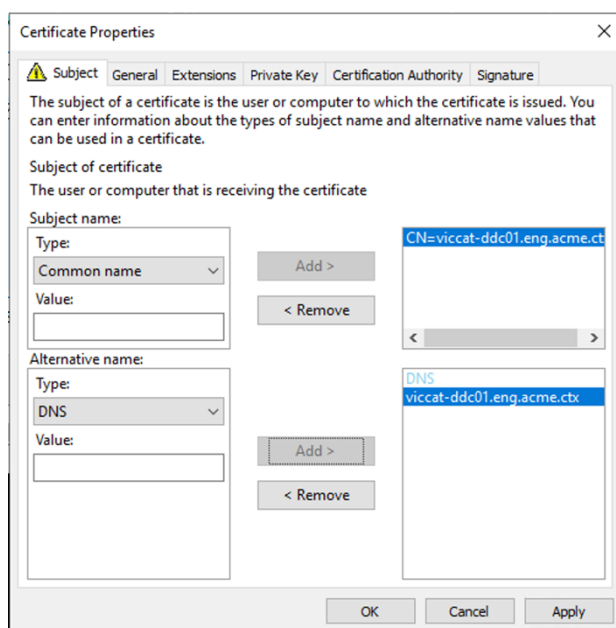 Certificate Properties
Subject General Extensions Private Key Certification Authority Signature
The subject of a certificate is the user or computer to which the certificate is issued. You
can enter information about the types of subject name and alternative name values that
can be used in a certificate.
Subject of certificate
The user or computer that is receiving the certificate
Subject name:
Type:
Common name
Value:
Add >
< Remove
CN=viccat-ddc01.eng.acme.ct
Alternative name:
Type:
DNS
Value:
Add >
< Remove
DNS
viccat-ddc01.eng.acme.ctx
OK Cancel Apply